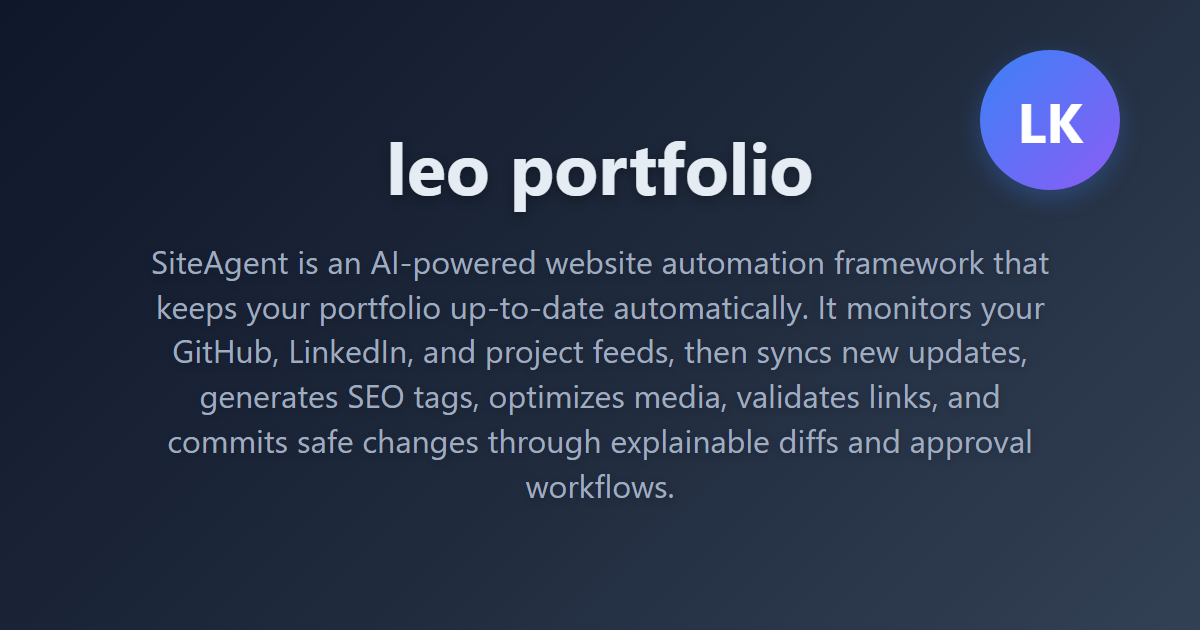 LK
leo portfolio
SiteAgent is an AI-powered website automation framework that
keeps your portfolio up-to-date automatically. It monitors your
GitHub, LinkedIn, and project feeds, then syncs new updates,
generates SEO tags, optimizes media, validates links, and
commits safe changes through explainable diffs and approval
workflows.